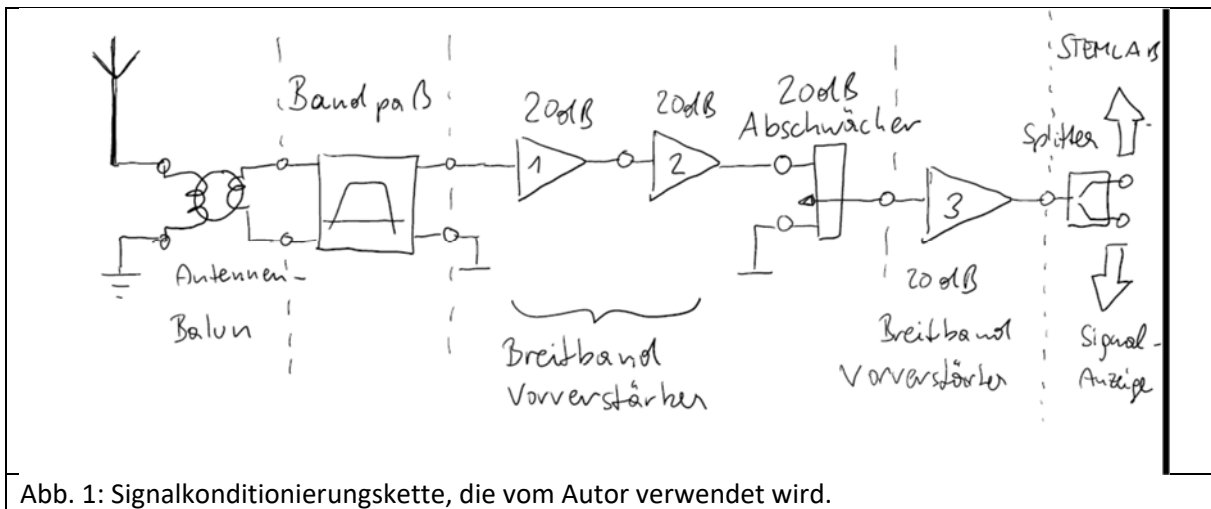 STEMLAB
Bandpaß
20dB
20dB
20dB
Abschwächer
Splitter
1
2
3
Antennen-
Balun
20dB
Breitband
Vorverstärker
Breitband
Vorverstärker
Signal-
Anzeige
Abb. 1: Signalkonditionierungskette, die vom Autor verwendet wird.